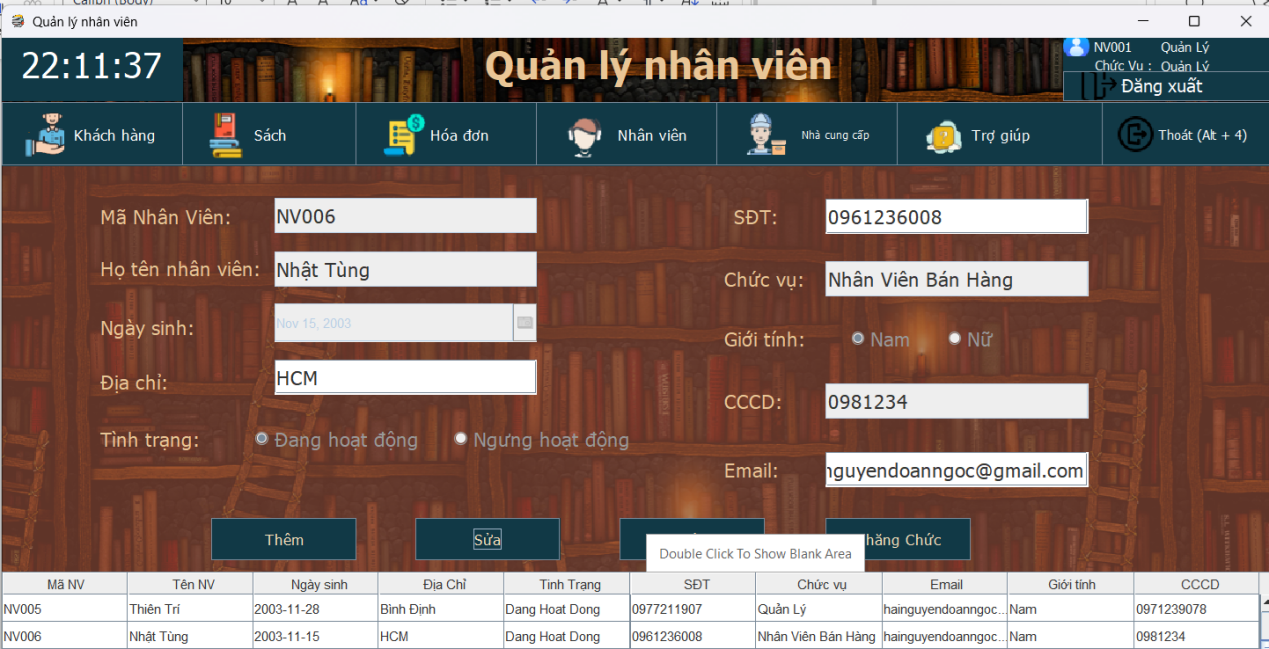 Calibri (Body)
10
Quản lý nhân viên
22:11:37
Quản lý nhân viên
NV001 Quản Lý
Chức Vụ : Quản Lý
Đăng xuất
Khách hàng
Sách
Hóa đơn
Nhân viên
Nhà cung cấp
Trợ giúp
Thoát (Alt + 4)
Mã Nhân Viên: NV006
SĐT: 0961236008
Họ tên nhân viên: Nhật Tùng
Chức vụ: Nhân Viên Bán Hàng
Ngày sinh: Nov 15, 2003
Giới tính: Nam Nữ
Địa chỉ: HCM
CCCD: 0981234
Tình trạng: Đang hoạt động Ngưng hoạt động
Email: nguyendoanngoc@gmail.com
Thêm
Sửa
Double Click To Show Blank Area
hăng Chức
Mã NV Tên NV Ngày sinh Địa Chỉ Tinh Trạng SĐT Chức vụ Email Giới tính CCCD
NV005 Thiên Trí 2003-11-28 Bình Định Dang Hoat Dong 0977211907 Quản Lý hainguyendoanngoc... Nam 0971239078
NV006 Nhật Tùng 2003-11-15 HCM Dang Hoat Dong 0961236008 Nhân Viên Bán Hàng hainguyendoanngoc... Nam 0981234